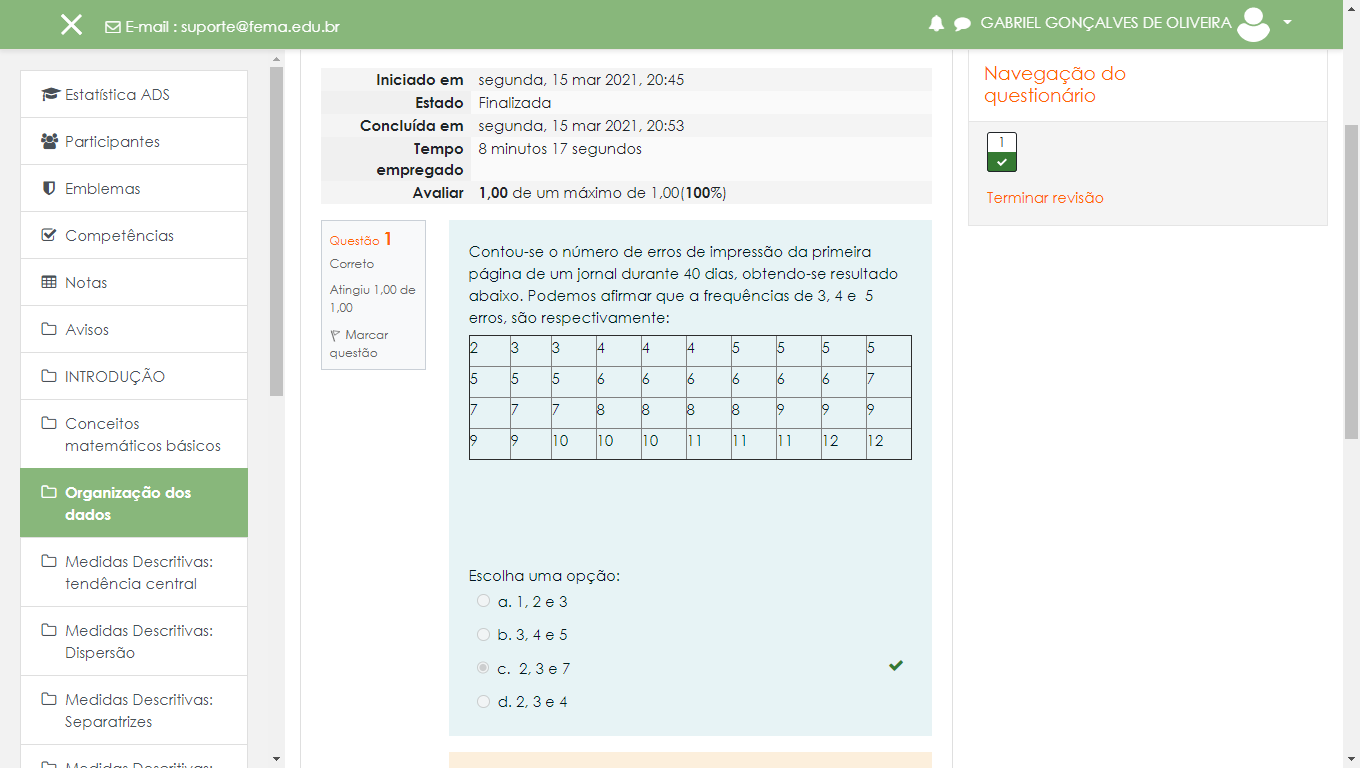 E-mail : suporte@fema.edu.br
GABRIEL GONÇALVES DE OLIVEIRA
Estatística ADS
Participantes
Emblemas
Competências
Notas
Avisos
INTRODUÇÃO
Conceitos
matemáticos básicos
Organização dos
dados
Medidas Descritivas:
tendência central
Medidas Descritivas:
Dispersão
Medidas Descritivas:
Separatrizes
Medidas Descritivas:
Iniciado em segunda, 15 mar 2021, 20:45
Estado Finalizada
Concluída em segunda, 15 mar 2021, 20:53
Tempo 8 minutos 17 segundos
empregado
Avaliar 1,00 de um máximo de 1,00(100%)
Questão 1
Correto
Atingiu 1,00 de
1,00
Marcar
questão
Contou-se o número de erros de impressão da primeira
página de um jornal durante 40 dias, obtendo-se resultado
abaixo. Podemos afirmar que a frequências de 3, 4 e 5
erros, são respectivamente:
2 3 3 4 4 4 5 5 5 5
5 5 5 6 6 6 6 6 6 7
7 7 7 8 8 8 8 9 9 9
9 9 10 10 10 11 11 11 12 12
Escolha uma opção:
a. 1, 2 e 3
b. 3, 4 e 5
c. 2, 3 e 7
d. 2, 3 e 4
Navegação do
questionário
1
Terminar revisão